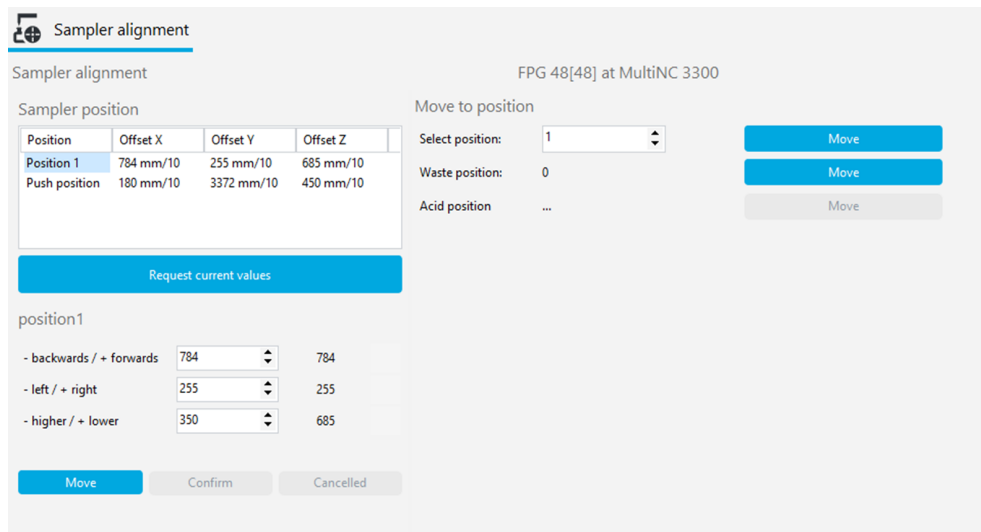 Sampler alignment
Sampler alignment
FPG 48[48] at MultiNC 3300
Sampler position
Position Offset X Offset Y Offset Z
Position 1 784 mm/10 255 mm/10 685 mm/10
Push position 180 mm/10 3372 mm/10 450 mm/10
Request current values
position1
- backwards / + forwards 784 784
- left / + right 255 255
- higher / + lower 350 685
Move Confirm Cancelled
Move to position
Select position: 1 Move
Waste position: 0 Move
Acid position ... Move